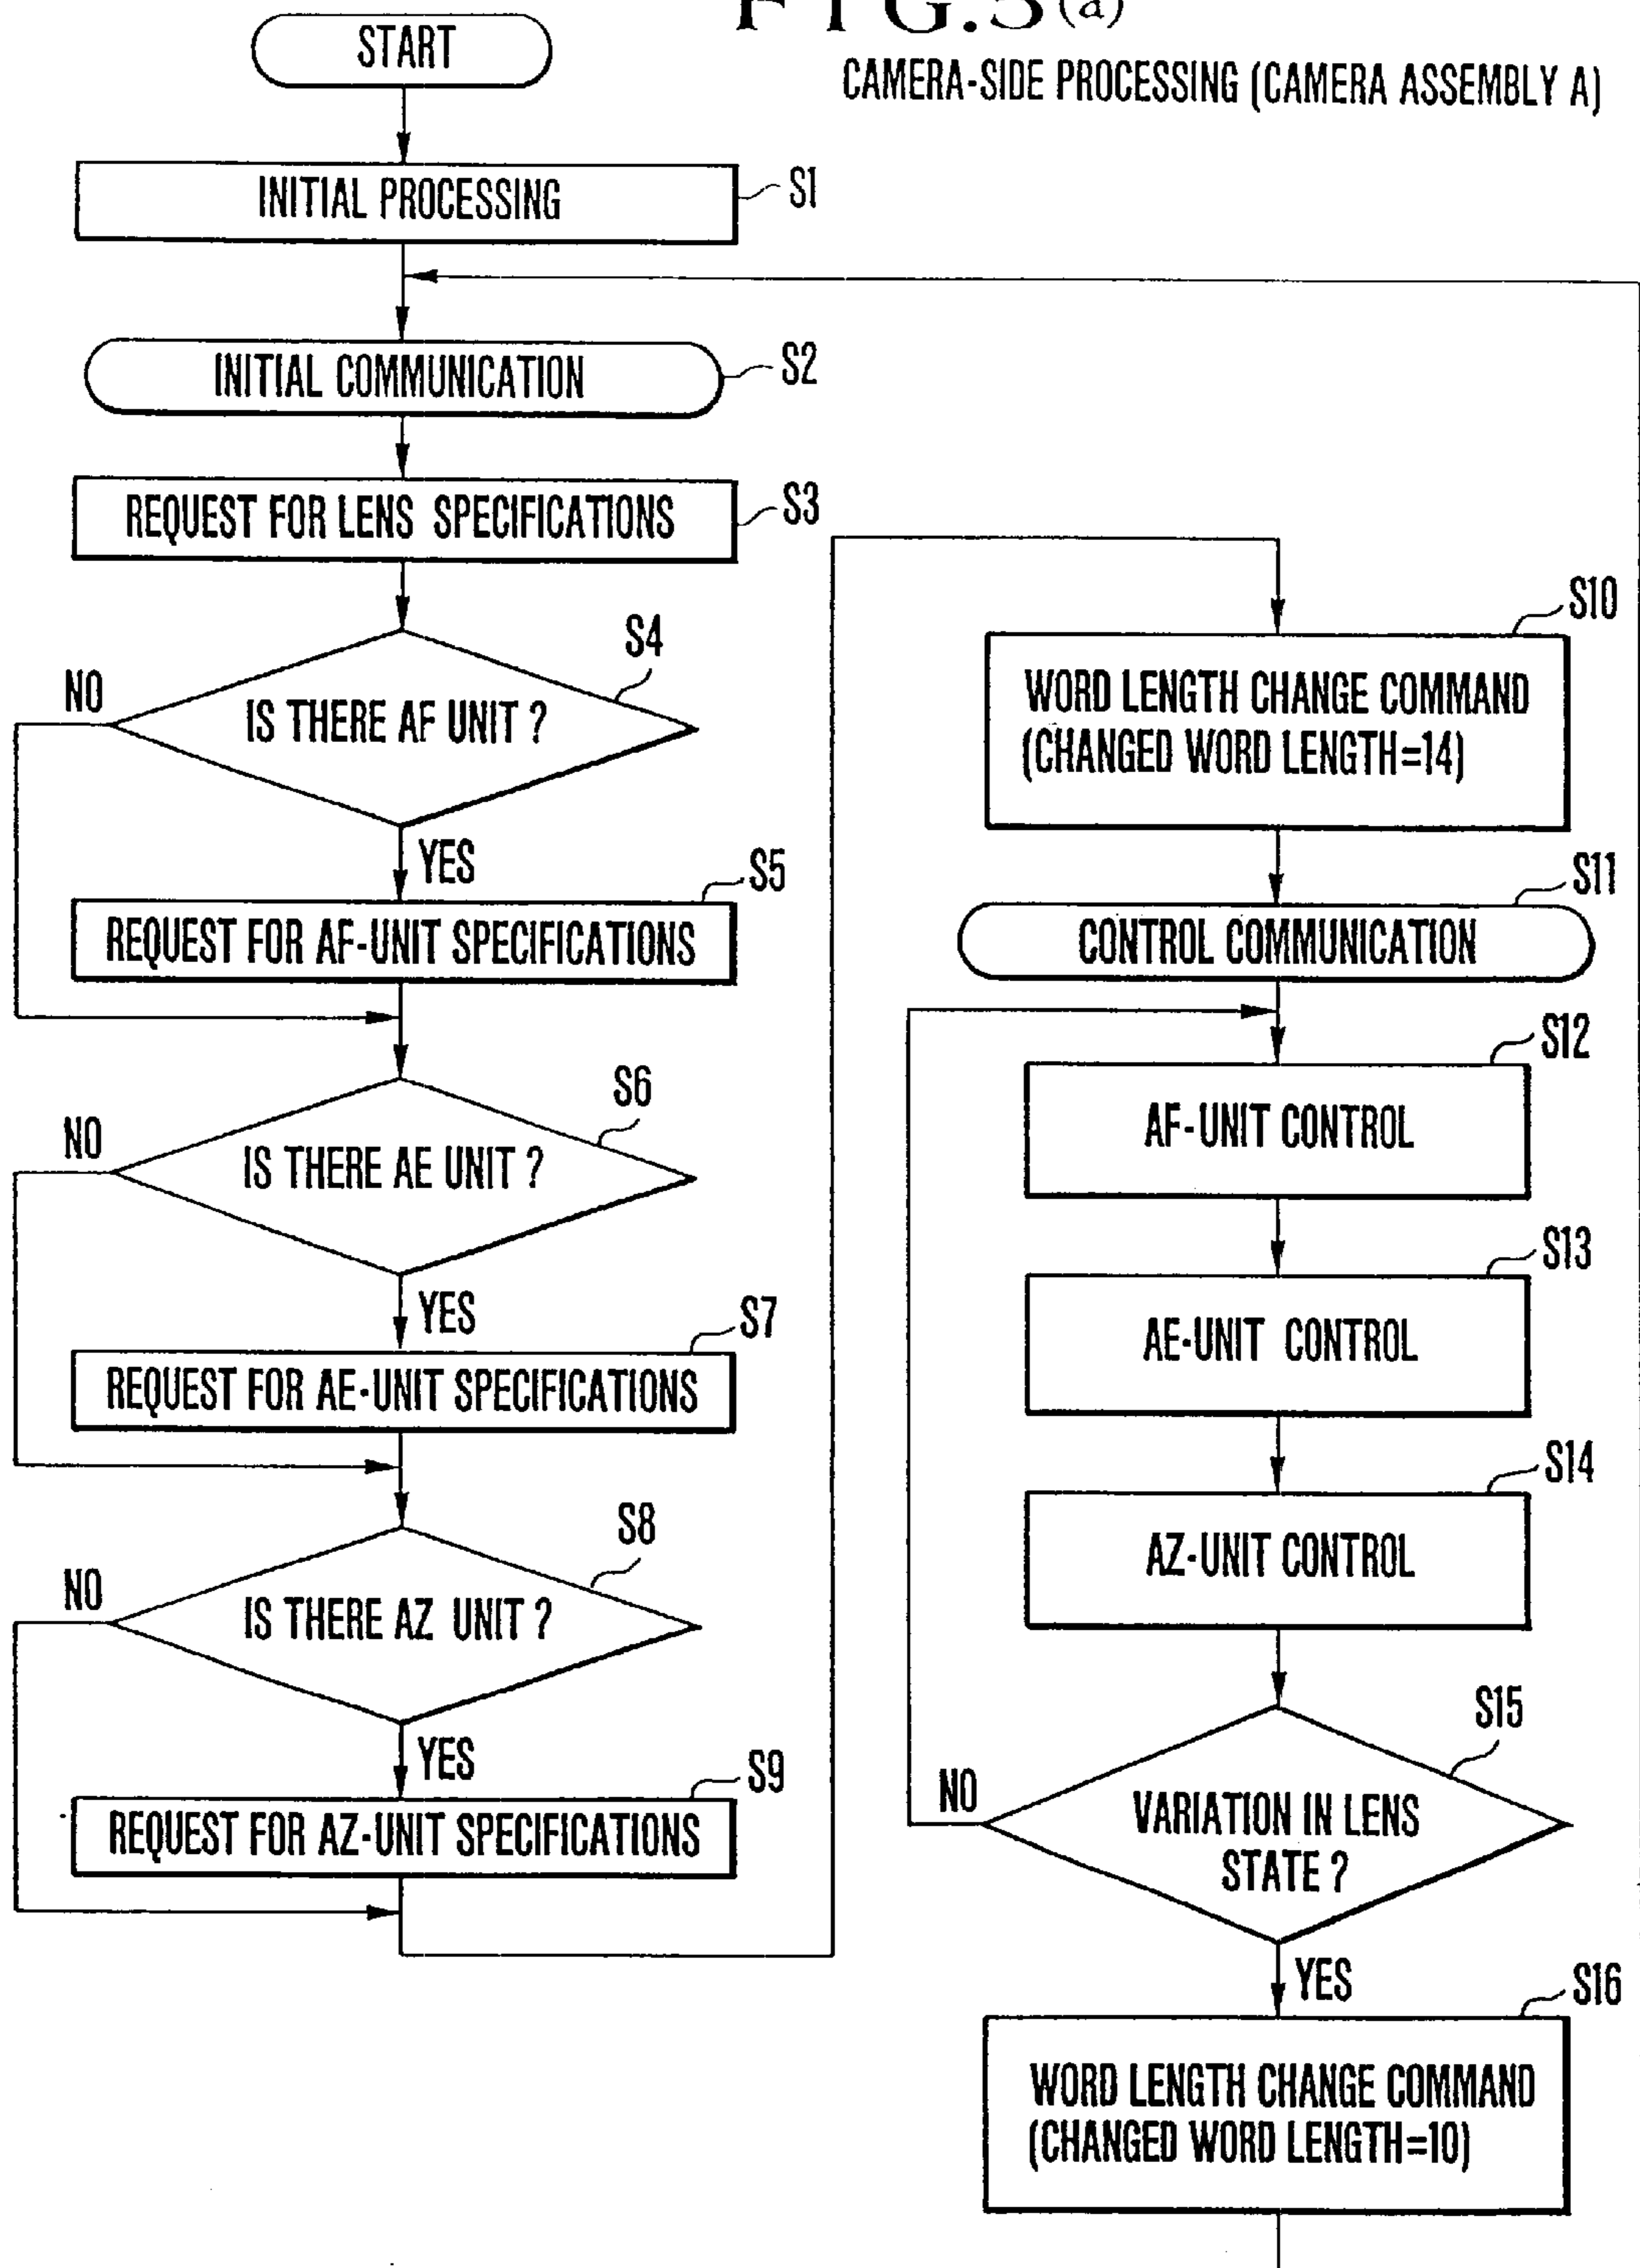 FIG.5(a)
CAMERA-SIDE PROCESSING (CAMERA ASSEMBLY A)
START
INITIAL PROCESSING
S1
INITIAL COMMUNICATION
S2
REQUEST FOR LENS SPECIFICATIONS
S3
S4
NO
IS THERE AF UNIT ?
YES
S5
REQUEST FOR AF-UNIT SPECIFICATIONS
S6
NO
IS THERE AE UNIT ?
YES
S7
REQUEST FOR AE-UNIT SPECIFICATIONS
S8
NO
IS THERE AZ UNIT ?
YES
S9
REQUEST FOR AZ-UNIT SPECIFICATIONS
S10
WORD LENGTH CHANGE COMMAND
(CHANGED WORD LENGTH=14)
S11
CONTROL COMMUNICATION
S12
AF-UNIT CONTROL
S13
AE-UNIT CONTROL
S14
AZ-UNIT CONTROL
S15
NO
VARIATION IN LENS
STATE ?
YES
S16
WORD LENGTH CHANGE COMMAND
(CHANGED WORD LENGTH=10)